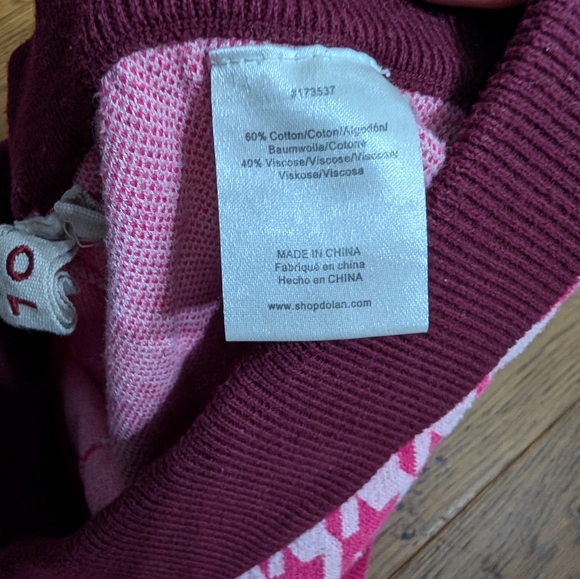 #173537
60% Cotton/Coton/Algodón/
Baumwolle/Cotone
40% Viscose/Viscose/Viscosa/
Viskose/Viscosa
MADE IN CHINA
Fabriqué en china
Hecho en CHINA
www.shopdolan.com